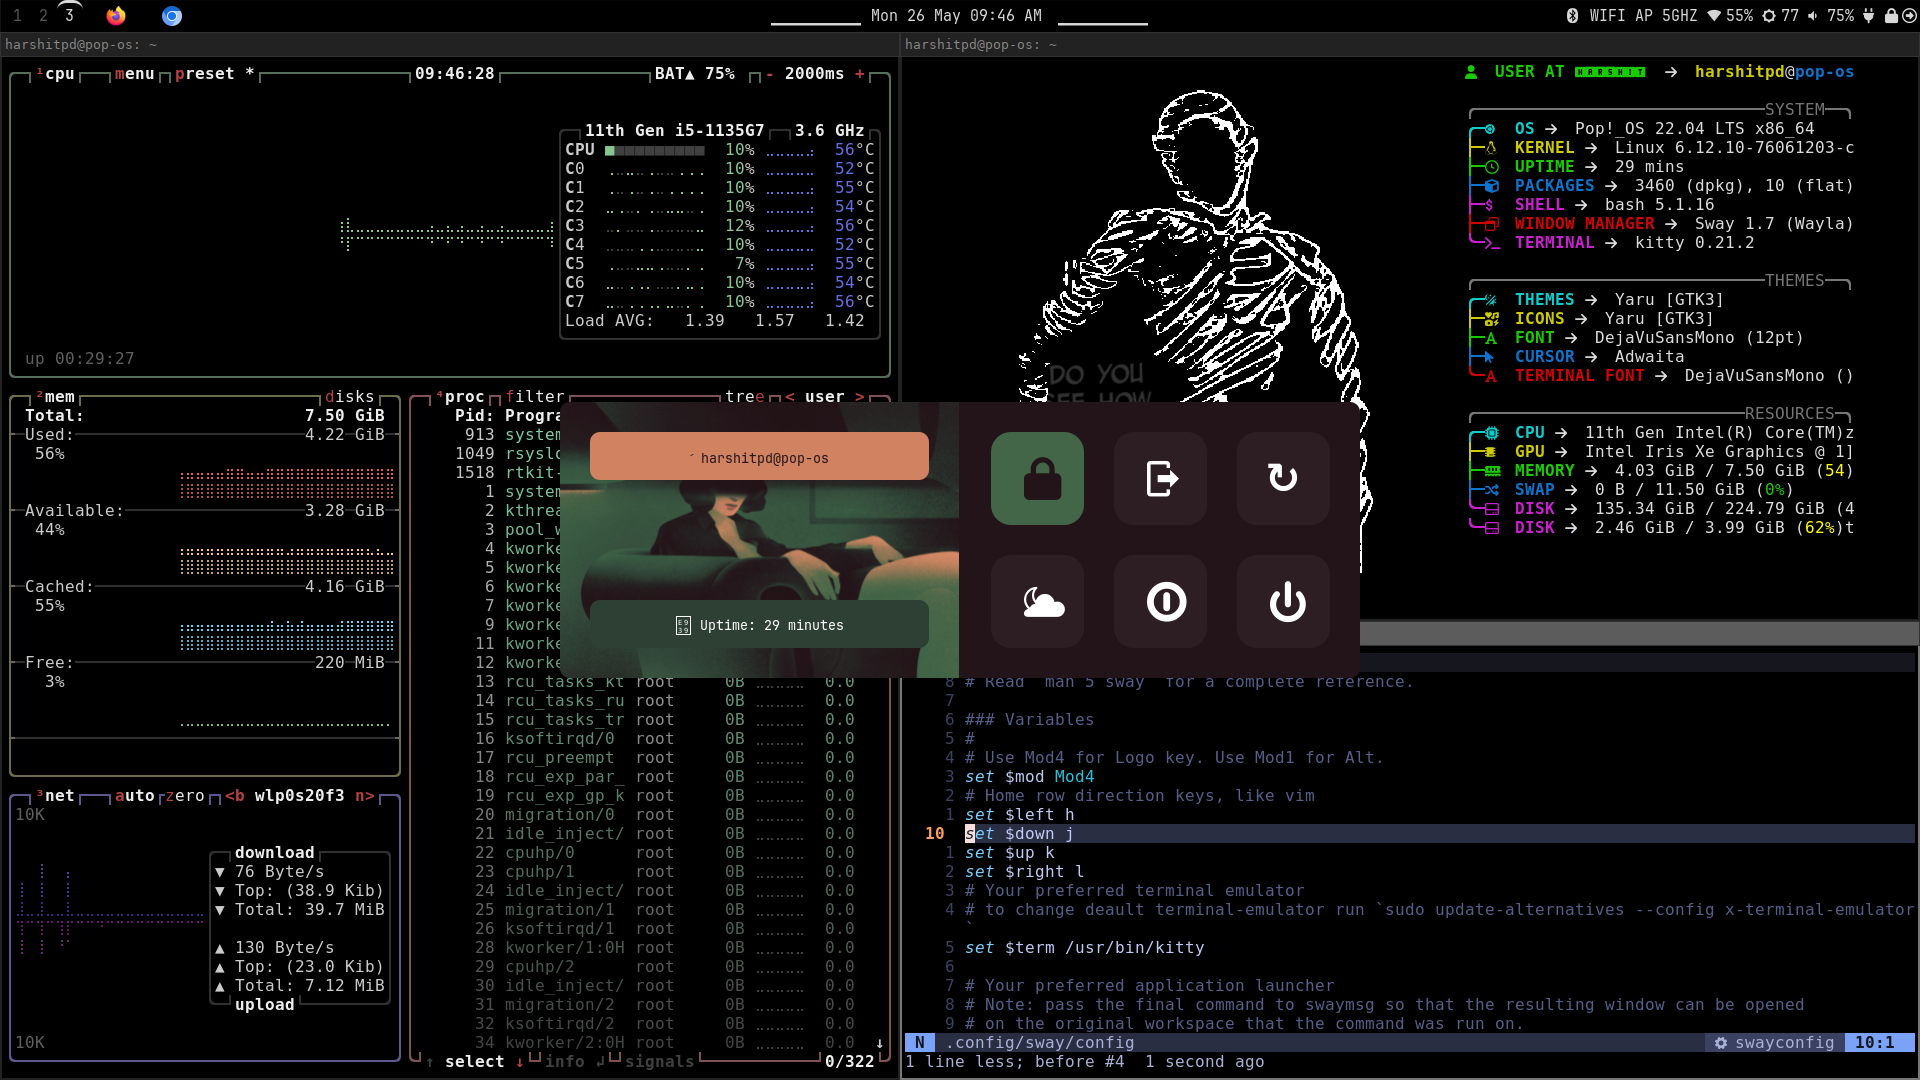 1 2 3 Mon 26 May 09:46 AM WIFI AP 5GHZ 55% 77 75%
harshitpd@pop-os: ~
¹cpu menu preset * 09:46:28 BAT▲ 75% - 2000ms +
11th Gen i5-1135G7 3.6 GHz
CPU 10% 56°C
C0 10% 52°C
C1 10% 55°C
C2 10% 54°C
C3 12% 56°C
C4 10% 52°C
C5 7% 55°C
C6 10% 54°C
C7 10% 56°C
Load AVG: 1.39 1.57 1.42
up 00:29:27
²mem disks
Total: 7.50 GiB
Used: 4.22 GiB
56%
Available: 3.28 GiB
44%
Cached: 4.16 GiB
55%
Free: 220 MiB
3%
³net auto zero <b wlp0s20f3 n>
10K
download
▼ 76 Byte/s
▼ Top: (38.9 Kib)
▼ Total: 39.7 MiB
▲ 130 Byte/s
▲ Top: (23.0 Kib)
▲ Total: 7.12 MiB
upload
10K
⁴proc filter tree < user >
Pid: Progra
913 system
1049 rsyslo
1518 rtkit-
1 system
2 kthrea
3 pool_w
4 kworke
5 kworke
6 kworke
7 kworke
9 kworke
11 kworke
12 kworke
13 rcu_tasks_kt root 0B 0.0
14 rcu_tasks_ru root 0B 0.0
15 rcu_tasks_tr root 0B 0.0
16 ksoftirqd/0 root 0B 0.0
17 rcu_preempt root 0B 0.0
18 rcu_exp_par_ root 0B 0.0
19 rcu_exp_gp_k root 0B 0.0
20 migration/0 root 0B 0.0
21 idle_inject/ root 0B 0.0
22 cpuhp/0 root 0B 0.0
23 cpuhp/1 root 0B 0.0
24 idle_inject/ root 0B 0.0
25 migration/1 root 0B 0.0
26 ksoftirqd/1 root 0B 0.0
28 kworker/1:0H root 0B 0.0
29 cpuhp/2 root 0B 0.0
30 idle_inject/ root 0B 0.0
31 migration/2 root 0B 0.0
32 ksoftirqd/2 root 0B 0.0
34 kworker/2:0H root 0B 0.0 ↓
↑ select ↓ info ↲ signals 0/322
harshitpd@pop-os
Uptime: 29 minutes
harshitpd@pop-os: ~
DO YOU
SEE HOW
USER AT HARSHIT → harshitpd@pop-os
SYSTEM
OS → Pop!_OS 22.04 LTS x86_64
KERNEL → Linux 6.12.10-76061203-c
UPTIME → 29 mins
PACKAGES → 3460 (dpkg), 10 (flat)
SHELL → bash 5.1.16
WINDOW MANAGER → Sway 1.7 (Wayla)
TERMINAL → kitty 0.21.2
THEMES
THEMES → Yaru [GTK3]
ICONS → Yaru [GTK3]
FONT → DejaVuSansMono (12pt)
CURSOR → Adwaita
TERMINAL FONT → DejaVuSansMono ()
RESOURCES
CPU → 11th Gen Intel(R) Core(TM)z
GPU → Intel Iris Xe Graphics @ 1]
MEMORY → 4.03 GiB / 7.50 GiB (54)
SWAP → 0 B / 11.50 GiB (0%)
DISK → 135.34 GiB / 224.79 GiB (4
DISK → 2.46 GiB / 3.99 GiB (62%)t
8 # Read `man 5 sway` for a complete reference.
7
6 ### Variables
5 #
4 # Use Mod4 for Logo key. Use Mod1 for Alt.
3 set $mod Mod4
2 # Home row direction keys, like vim
1 set $left h
10 set $down j
1 set $up k
2 set $right l
3 # Your preferred terminal emulator
4 # to change deault terminal-emulator run `sudo update-alternatives --config x-terminal-emulator
`
5 set $term /usr/bin/kitty
6
7 # Your preferred application launcher
8 # Note: pass the final command to swaymsg so that the resulting window can be opened
9 # on the original workspace that the command was run on.
N .config/sway/config swayconfig 10:1
1 line less; before #4 1 second ago